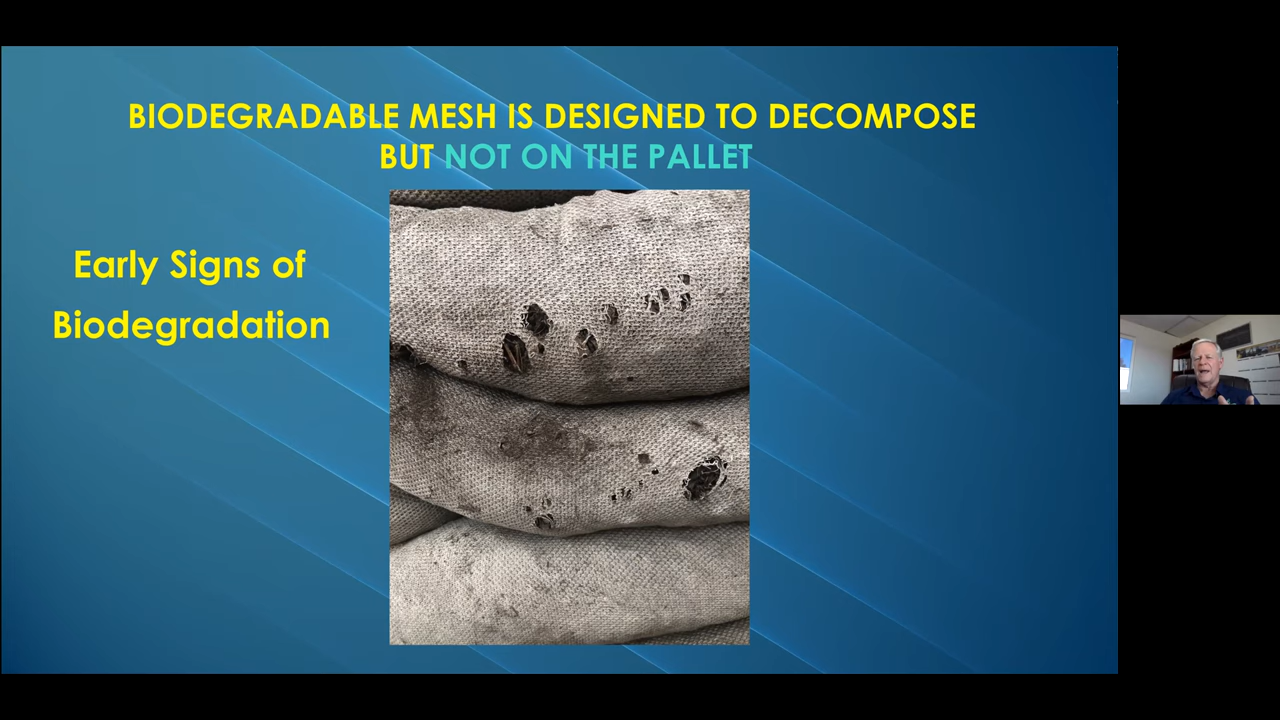 BIODEGRADABLE MESH IS DESIGNED TO DECOMPOSE
BUT NOT ON THE PALLET
Early Signs of
Biodegradation